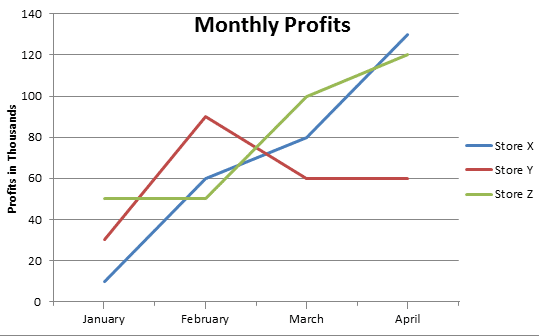 Monthly Profits
Profits in Thousands
140
120
100
80
60
40
20
0
January February March April
Store X
Store Y
Store Z